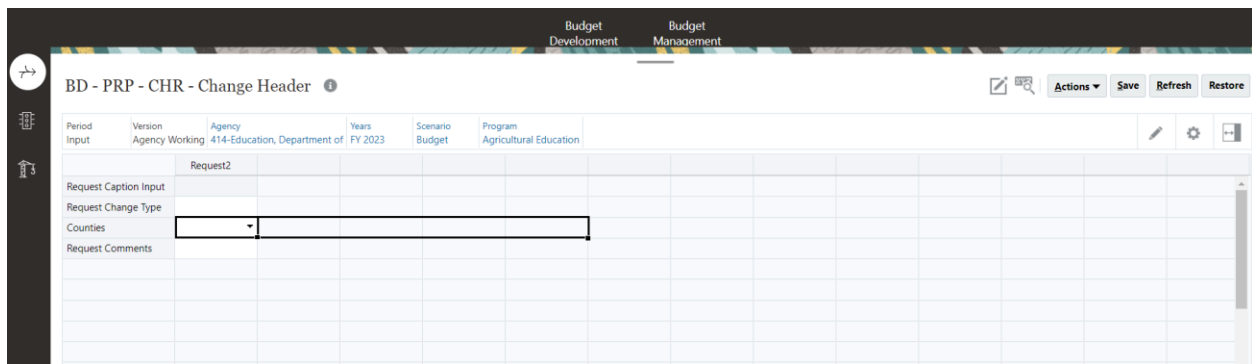 Budget Development
Budget Management
BD - PRP - CHR - Change Header
Actions Save Refresh Restore
Period Version Agency Years Scenario Program
Input Agency Working 414-Education, Department of FY 2023 Budget Agricultural Education
Request2
Request Caption Input
Request Change Type
Counties
Request Comments